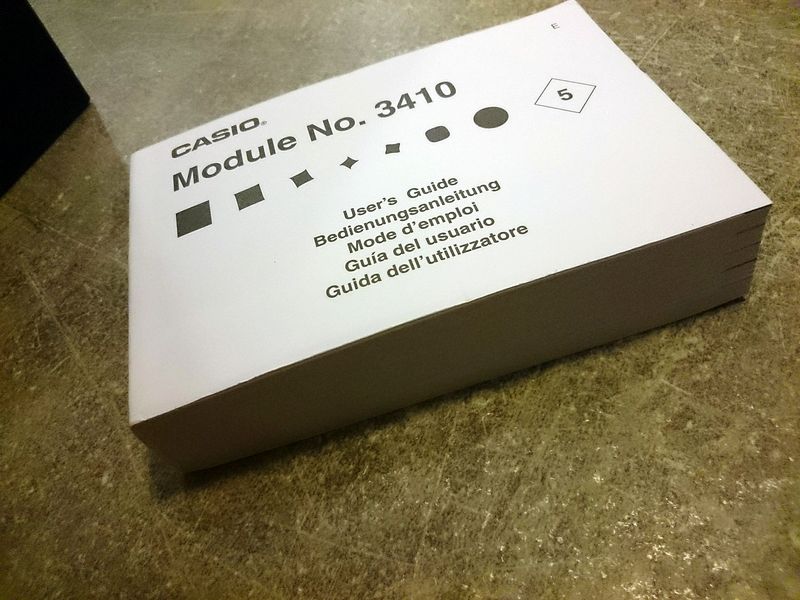 E
CASIO®
Module No. 3410
5
User's Guide
Bedienungsanleitung
Mode d'emploi
Guía del usuario
Guida dell'utilizzatore